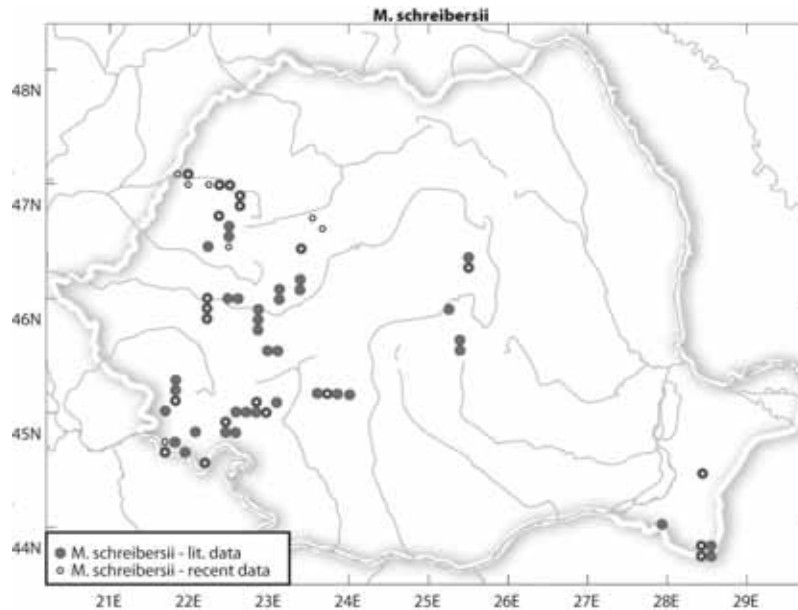 M. schreibersii
48N
47N
46N
45N
44N
M. schreibersii - lit. data
M. schreibersii - recent data
21E 22E 23E 24E 25E 26E 27E 28E 29E